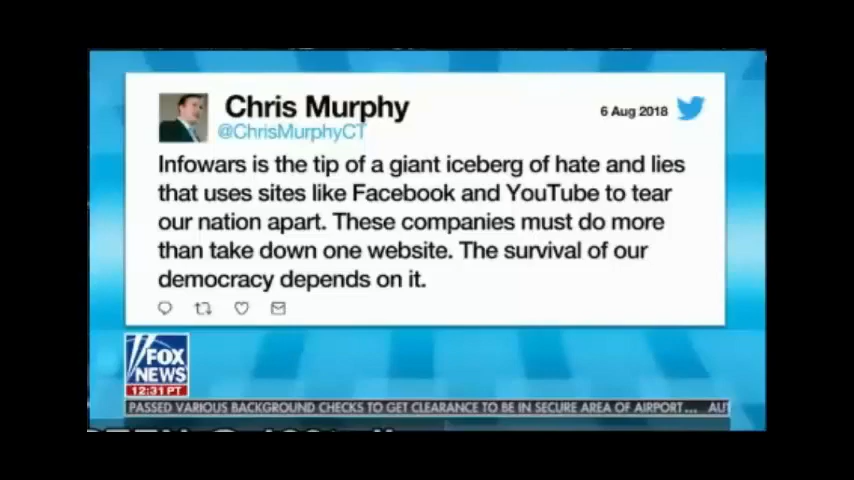 Chris Murphy
@ChrisMurphyCT
6 Aug 2018
Infowars is the tip of a giant iceberg of hate and lies
that uses sites like Facebook and YouTube to tear
our nation apart. These companies must do more
than take down one website. The survival of our
democracy depends on it.
FOX
NEWS
12:31 PT
PASSED VARIOUS BACKGROUND CHECKS TO GET CLEARANCE TO BE IN SECURE AREA OF AIRPORT... AUT